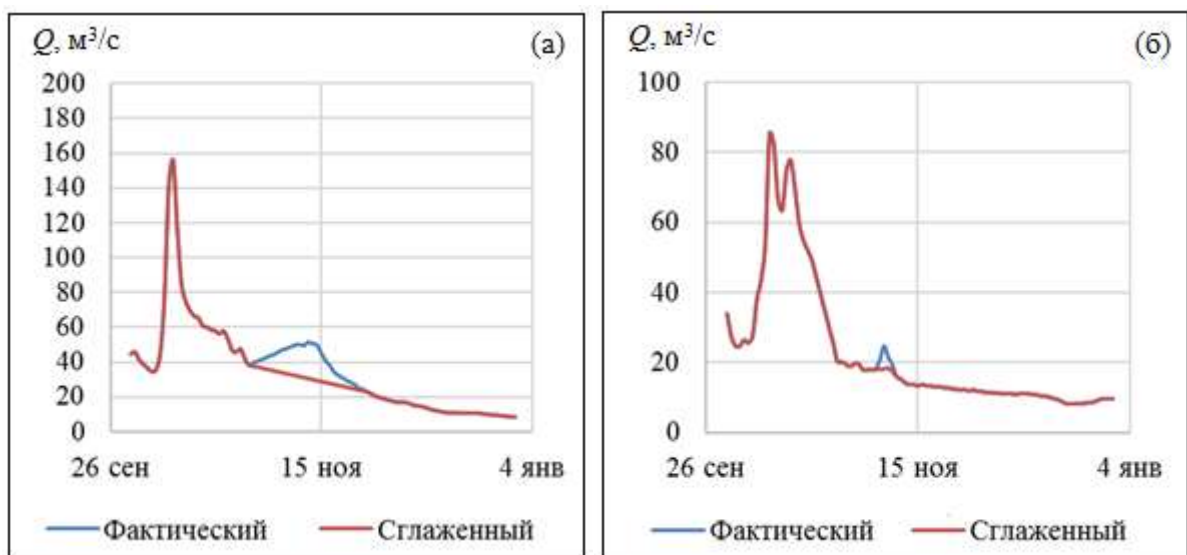 Q, м³/с
(а)
200
180
160
140
120
100
80
60
40
20
0
26 сен 15 ноя 4 янв
Фактический Сглаженный
Q, м³/с
(б)
100
80
60
40
20
0
26 сен 15 ноя 4 янв
Фактический Сглаженный